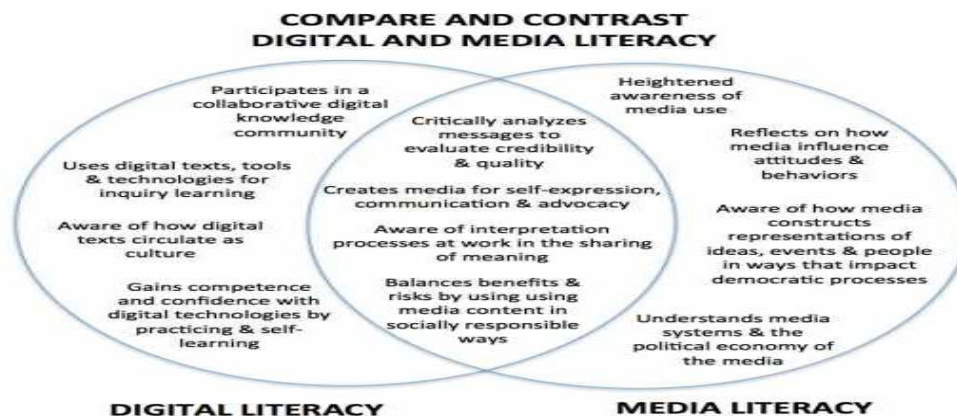 COMPARE AND CONTRAST
DIGITAL AND MEDIA LITERACY
Participates in a
collaborative digital
knowledge
community
Uses digital texts, tools
& technologies for
inquiry learning
Aware of how digital
texts circulate as
culture
Gains competence
and confidence with
digital technologies by
practicing & self-
learning
Critically analyzes
messages to
evaluate credibility
& quality
Creates media for self-expression,
communication & advocacy
Aware of interpretation
processes at work in the sharing
of meaning
Balances benefits &
risks by using using
media content in
socially responsible
ways
Heightened
awareness of
media use
Reflects on how
media influence
attitudes &
behaviors
Aware of how media
constructs
representations of
ideas, events & people
in ways that impact
democratic processes
Understands media
systems & the
political economy of
the media
DIGITAL LITERACY
MEDIA LITERACY